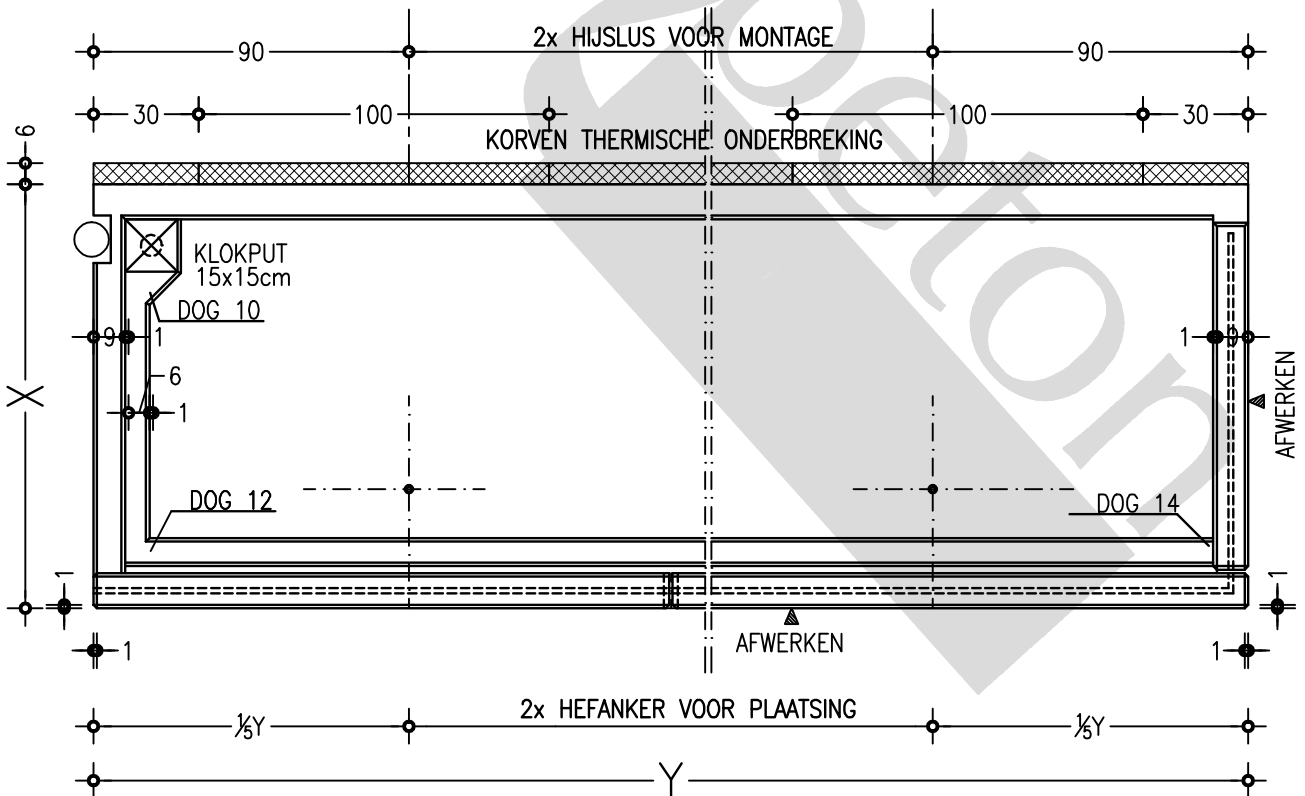 2x HIJSLUS VOOR MONTAGE
90
90
30
100
100
30
6
KORVEN THERMISCHE ONDERBREKING
KLOKPUT
15x15cm
DOG 10
9
1
1
9
6
1
X
AFWERKEN
DOG 12
DOG 14
1
1
AFWERKEN
1
1
2x HEFANKER VOOR PLAATSING
⅕Y
⅕Y
Y
beton